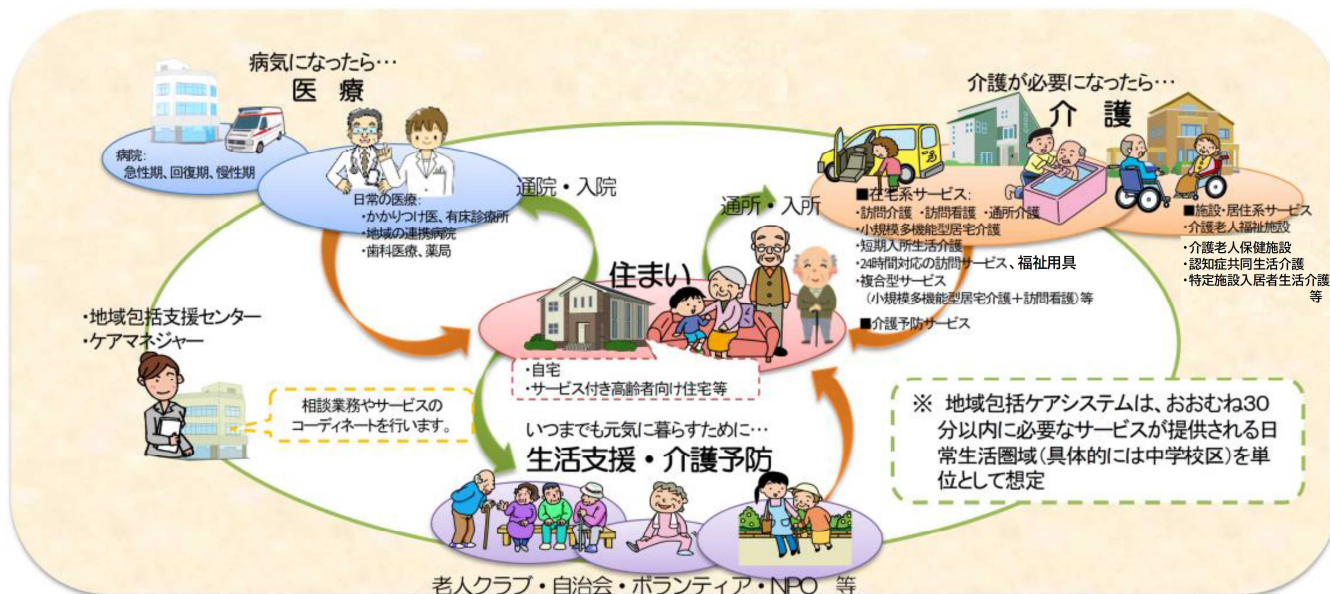 病気になったら…
医 療
病院:
急性期、回復期、慢性期
日常の医療:
・かかりつけ医、有床診療所
・地域の連携病院
・歯科医療、薬局
通院・入院
通所・入所
介護が必要になったら…
介 護
■在宅系サービス:
・訪問介護 ・訪問看護 ・通所介護
・小規模多機能型居宅介護
・短期入所生活介護
・24時間対応の訪問サービス、福祉用具
・複合型サービス
(小規模多機能型居宅介護+訪問看護)等
■介護予防サービス
■施設・居住系サービス
・介護老人福祉施設
・介護老人保健施設
・認知症共同生活介護
・特定施設入居者生活介護
等
住まい
・自宅
・サービス付き高齢者向け住宅等
・地域包括支援センター
・ケアマネジャー
相談業務やサービスの
コーディネートを行います。
いつまでも元気に暮らすために…
生活支援・介護予防
老人クラブ・自治会・ボランティア・NPO 等
※ 地域包括ケアシステムは、おおむね30
分以内に必要なサービスが提供される日
常生活圏域(具体的には中学校区)を単
位として想定